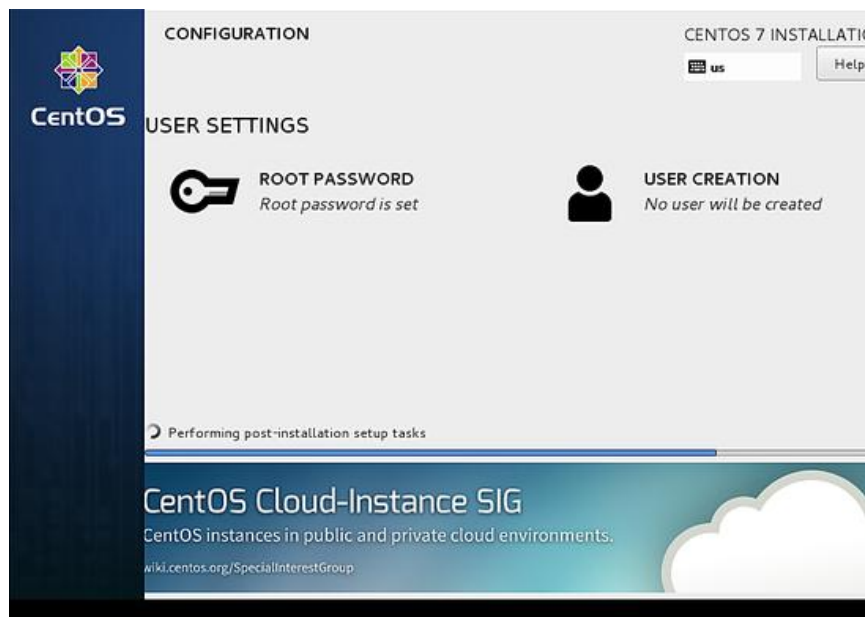 CONFIGURATION
CENTOS 7 INSTALLATIO
us
Help
CentOS
USER SETTINGS
ROOT PASSWORD
Root password is set
USER CREATION
No user will be created
Performing post-installation setup tasks
CentOS Cloud-Instance SIG
CentOS instances in public and private cloud environments.
wiki.centos.org/SpecialInterestGroup